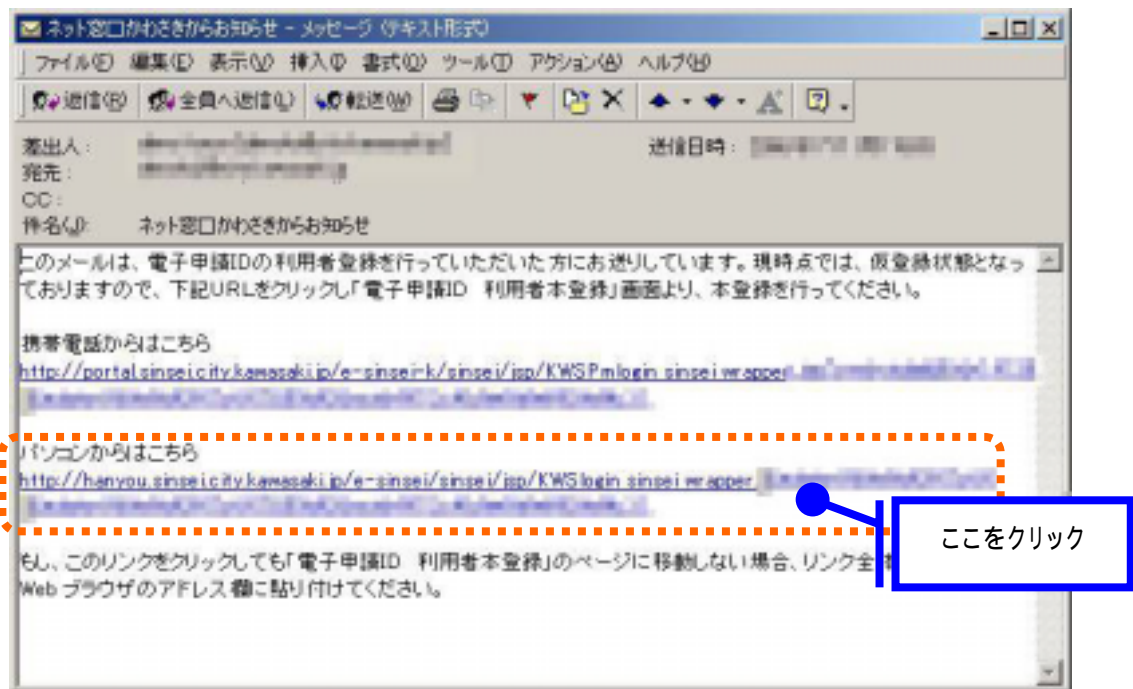 ネット窓口かわさきからお知らせ - メッセージ (テキスト形式)
ファイル(F) 編集(E) 表示(V) 挿入(I) 書式(O) ツール(T) アクション(A) ヘルプ(H)
返信(R) 全員へ返信(L) 転送(W)
差出人: 送信日時:
宛先:
CC:
件名(J): ネット窓口かわさきからお知らせ
このメールは、電子申請IDの利用者登録を行っていただいた方にお送りしています。現時点では、仮登録状態となっ
ておりますので、下記URLをクリックし「電子申請ID 利用者本登録」画面より、本登録を行ってください。
携帯電話からはこちら
http://portal.sinsei.city.kawasaki.jp/e-sinsei-k/sinsei/jsp/KWSPmlogin_sinsei_wrapper
パソコンからはこちら
http://hanyou.sinsei.city.kawasaki.jp/e-sinsei/sinsei/jsp/KWSlogin_sinsei_wrapper.
ここをクリック
もし、このリンクをクリックしても「電子申請ID 利用者本登録」のページに移動しない場合、リンク全
Web ブラウザのアドレス欄に貼り付けてください。